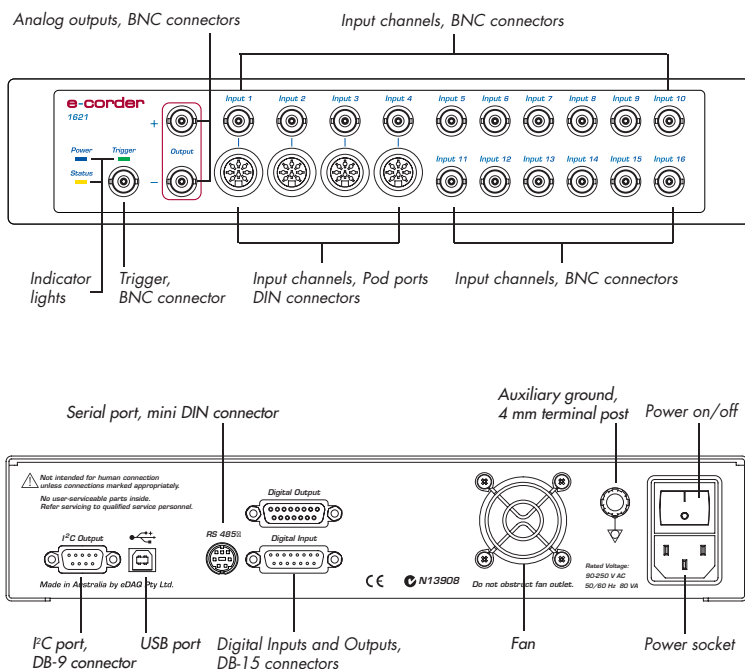 Analog outputs, BNC connectors
Input channels, BNC connectors
e-corder
1621
Power
Trigger
Status
+
Output
−
Input 1
Input 2
Input 3
Input 4
Input 5
Input 6
Input 7
Input 8
Input 9
Input 10
Input 11
Input 12
Input 13
Input 14
Input 15
Input 16
Indicator
lights
Trigger,
BNC connector
Input channels, Pod ports
DIN connectors
Input channels, BNC connectors
Serial port, mini DIN connector
Auxiliary ground,
4 mm terminal post
Power on/off
Not intended for human connection
unless connections marked appropriately.
No user-serviceable parts inside.
Refer servicing to qualified service personnel.
I²C Output
RS 485
Digital Output
Digital Input
Made in Australia by eDAQ Pty Ltd.
CE
N13908
Do not obstruct fan outlet.
Rated Voltage:
90-250 V AC
50/60 Hz 80 VA
I²C port,
DB-9 connector
USB port
Digital Inputs and Outputs,
DB-15 connectors
Fan
Power socket